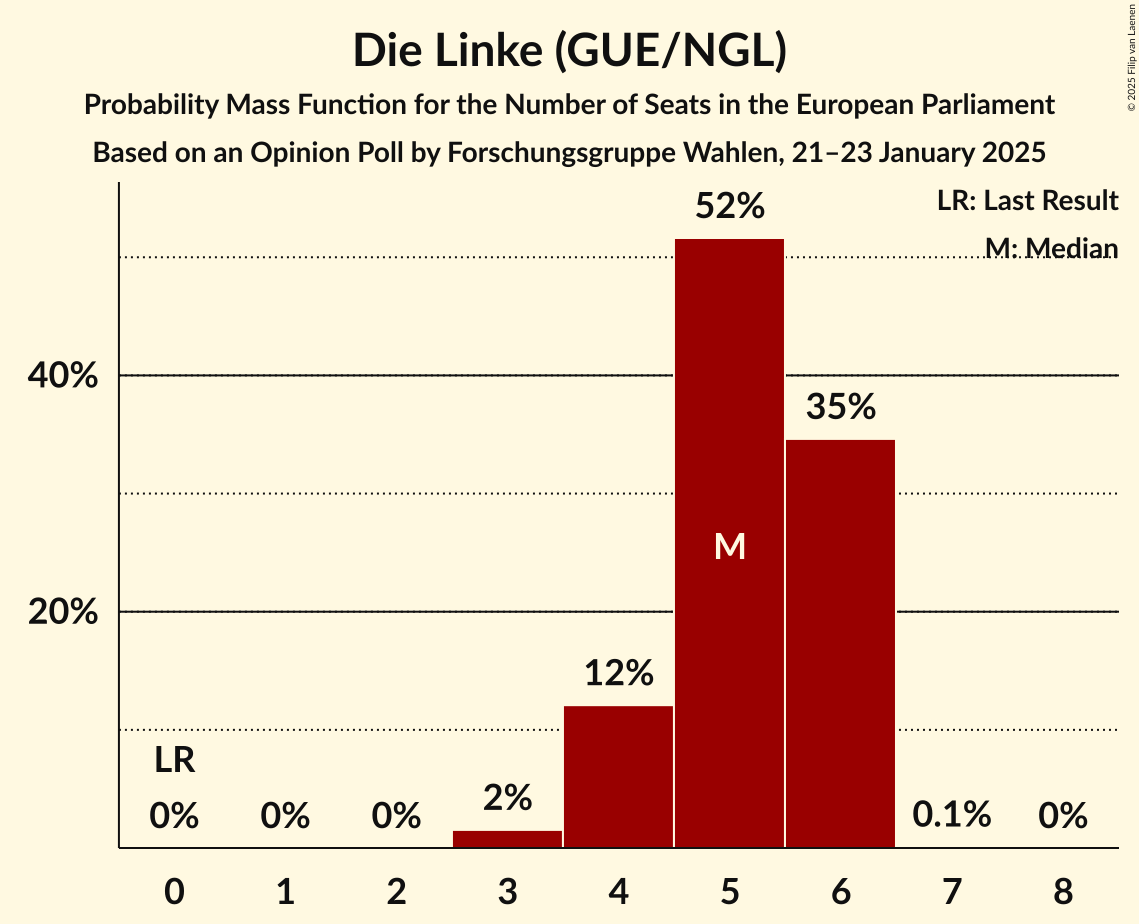 Die Linke (GUE/NGL)
Probability Mass Function for the Number of Seats in the European Parliament
Based on an Opinion Poll by Forschungsgruppe Wahlen, 21–23 January 2025
© 2025 Filip van Laenen
LR: Last Result
M: Median
52%
40%
35%
M
20%
12%
LR
2%
0% 0% 0% 0.1% 0%
0 1 2 3 4 5 6 7 8